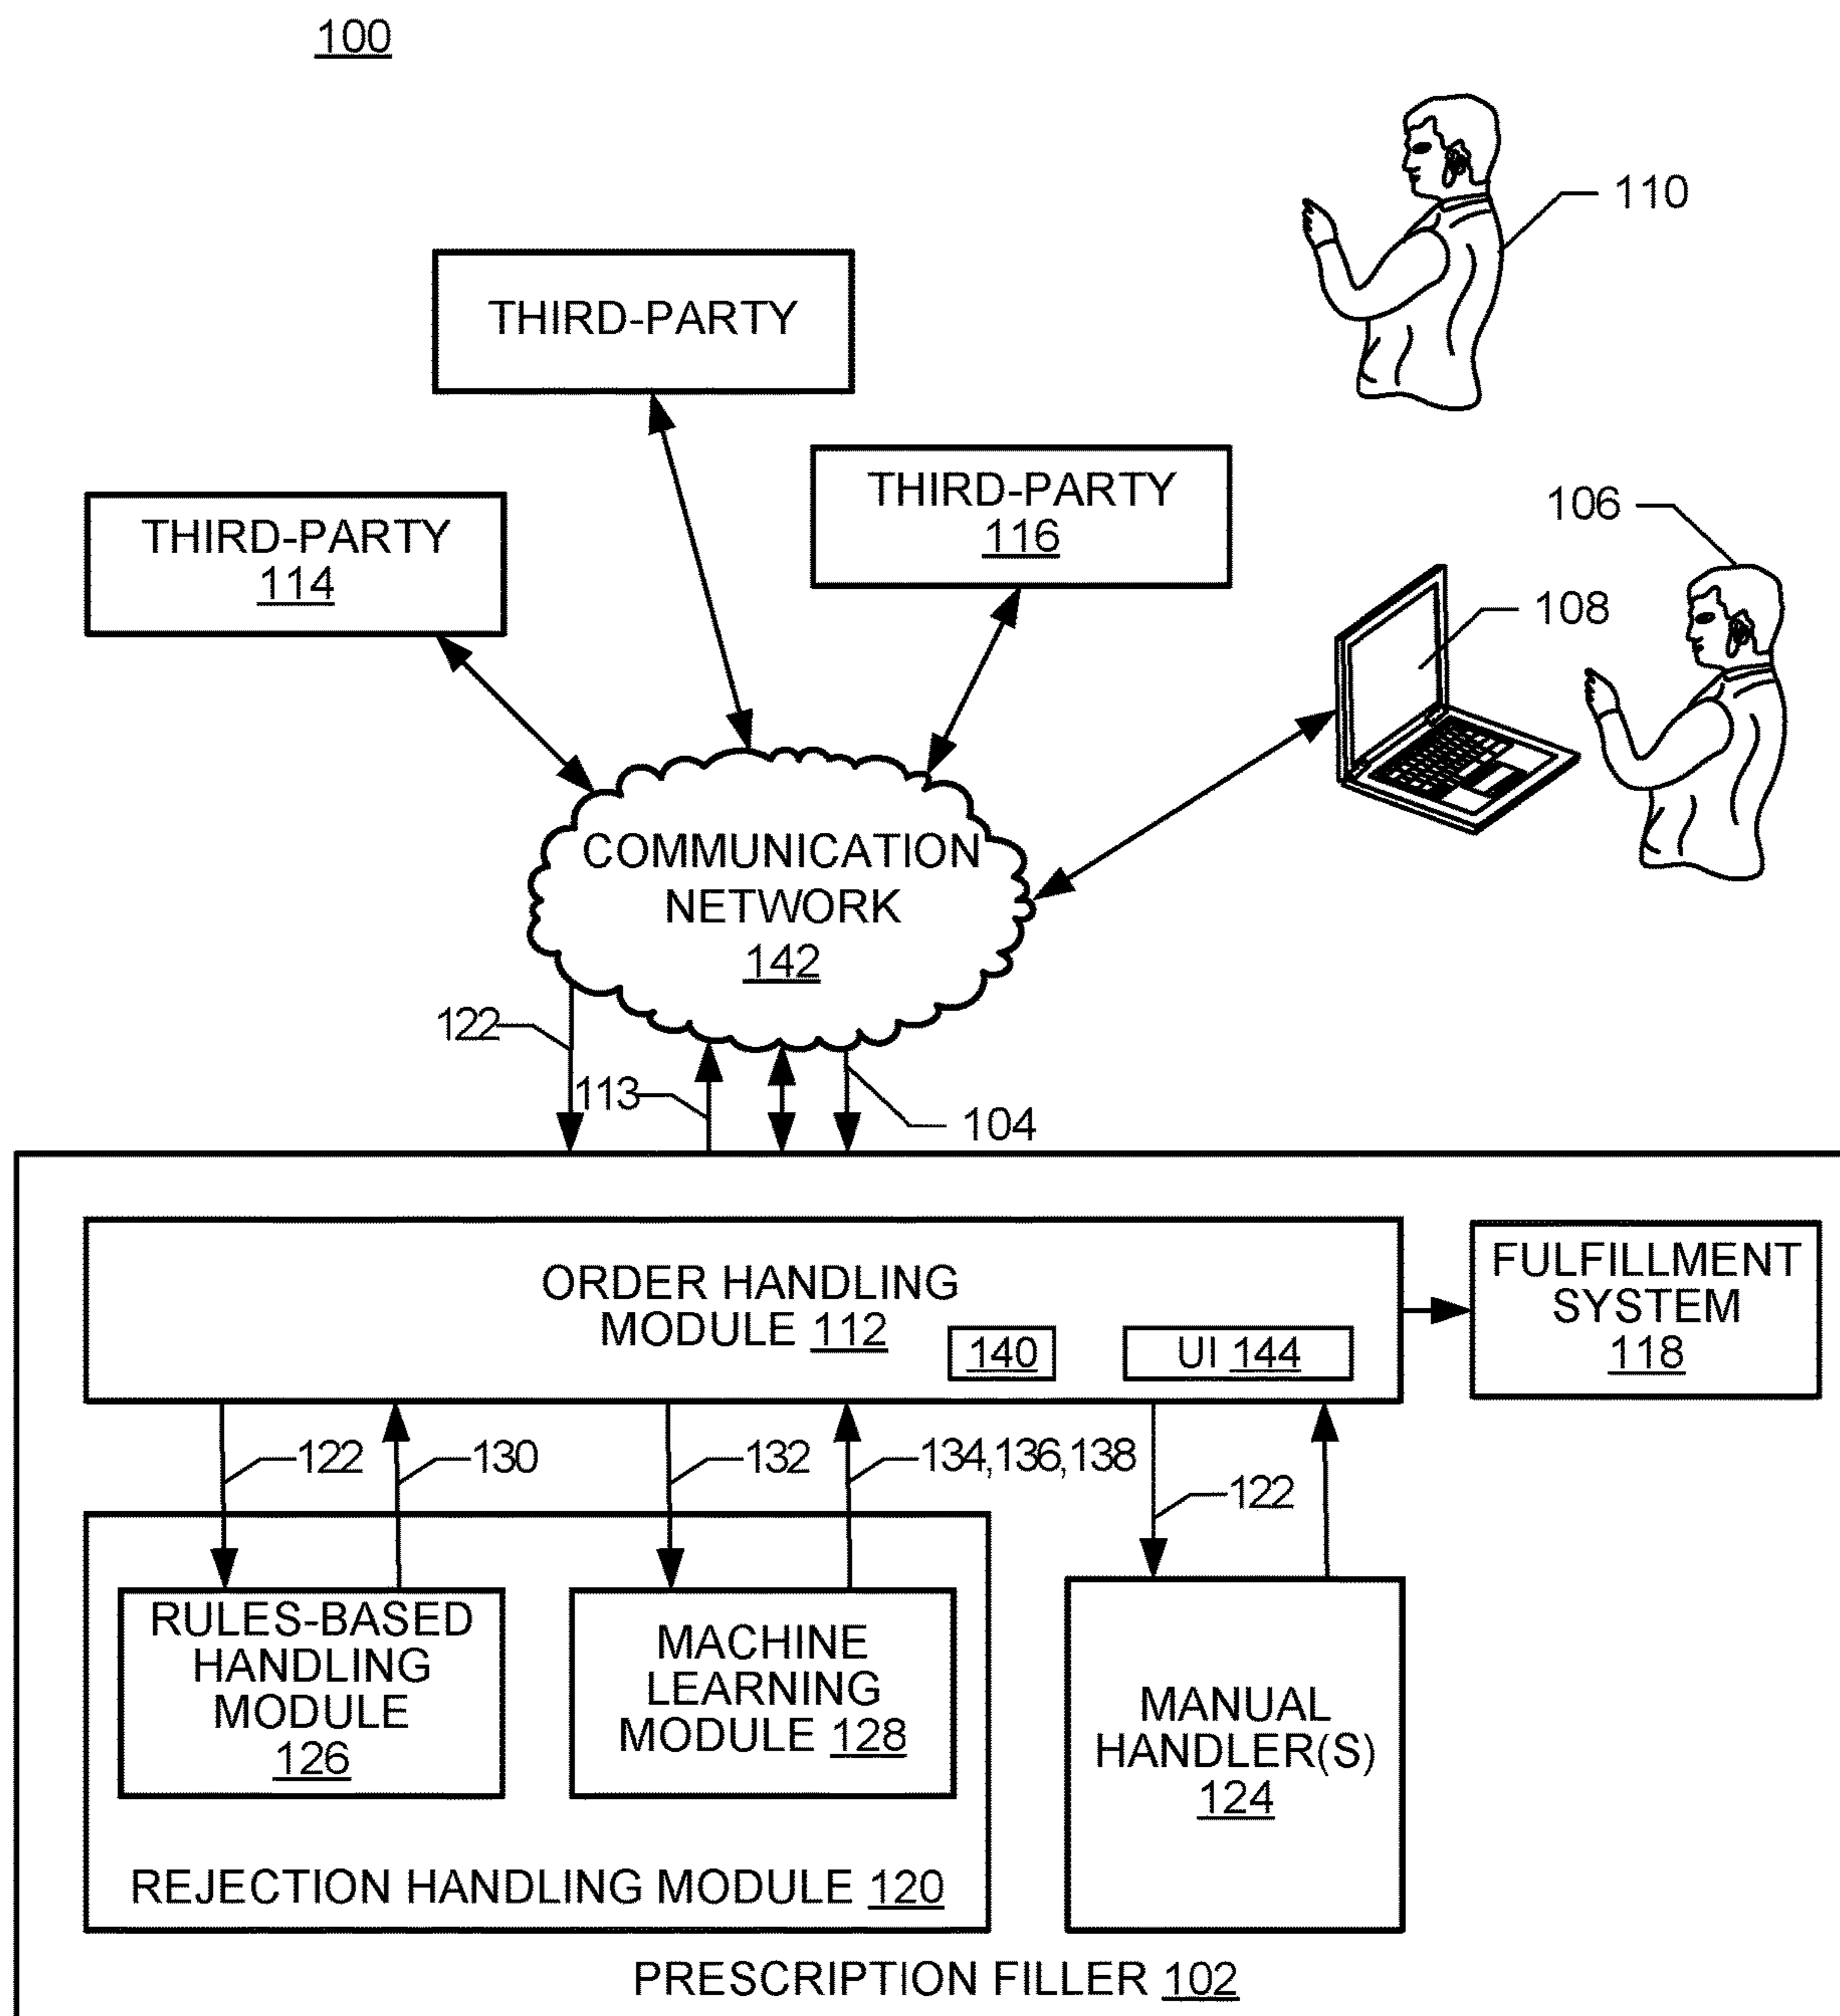 100
110
THIRD-PARTY
THIRD-PARTY
116
106
THIRD-PARTY
114
108
COMMUNICATION
NETWORK
142
122
113
104
ORDER HANDLING
MODULE 112
140
UI 144
FULFILLMENT
SYSTEM
118
122
130
132
134,136,138
122
RULES-BASED
HANDLING
MODULE
126
MACHINE
LEARNING
MODULE 128
MANUAL
HANDLER(S)
124
REJECTION HANDLING MODULE 120
PRESCRIPTION FILLER 102